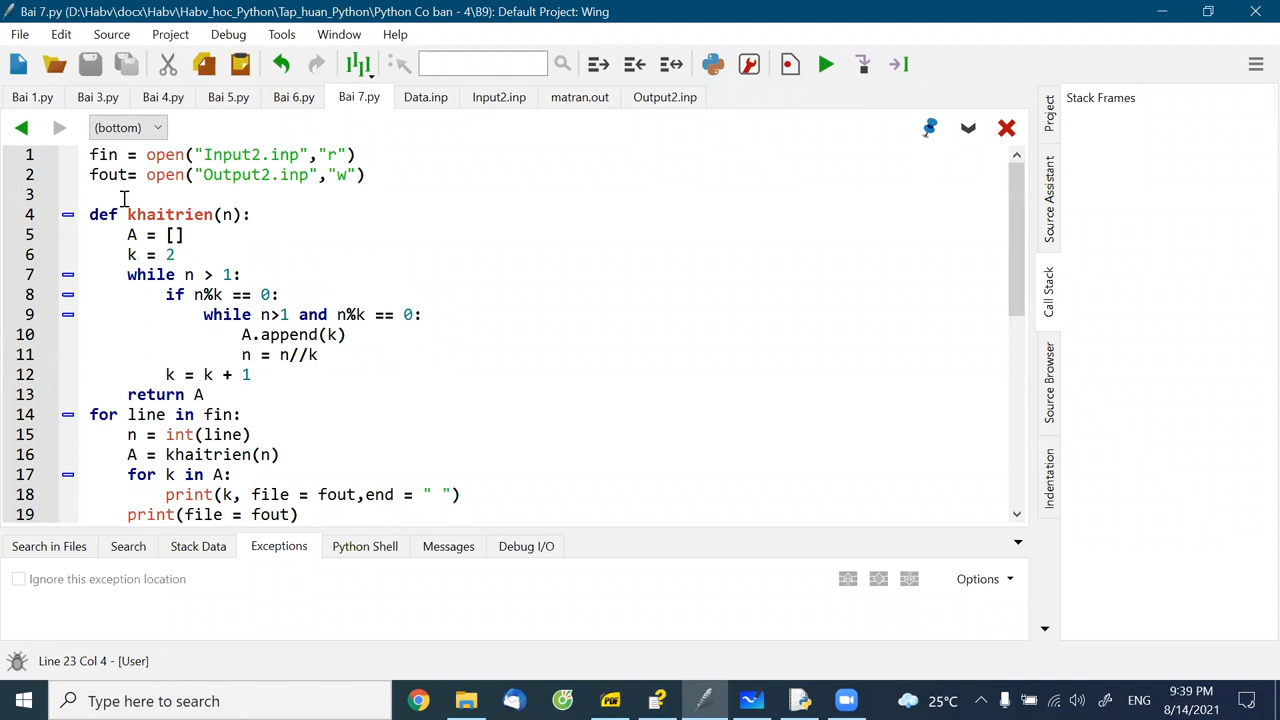 Bai 7.py (D:\Habv\docx\Habv\Habv_hoc_Python\Tap_huan_Python\Python Co ban - 4\B9): Default Project: Wing
File Edit Source Project Debug Tools Window Help
Bai 1.py Bai 3.py Bai 4.py Bai 5.py Bai 6.py Bai 7.py Data.inp Input2.inp matran.out Output2.inp
(bottom)
1 fin = open("Input2.inp","r")
2 fout= open("Output2.inp","w")
3
4 def khaitrien(n):
5 A = []
6 k = 2
7 while n > 1:
8 if n%k == 0:
9 while n>1 and n%k == 0:
10 A.append(k)
11 n = n//k
12 k = k + 1
13 return A
14 for line in fin:
15 n = int(line)
16 A = khaitrien(n)
17 for k in A:
18 print(k, file = fout,end = " ")
19 print(file = fout)
Project
Source Assistant
Call Stack
Source Browser
Indentation
Stack Frames
Search in Files Search Stack Data Exceptions Python Shell Messages Debug I/O
Ignore this exception location
Options
Line 23 Col 4 - [User]
Type here to search
PDF
25°C
ENG
9:39 PM
8/14/2021